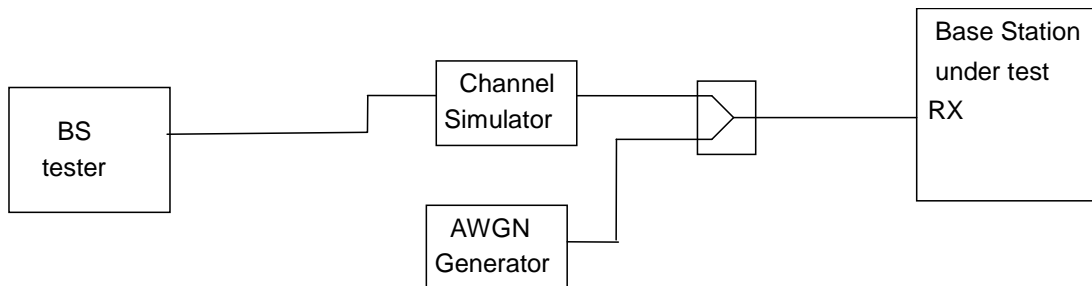 BS
tester
Channel
Simulator
AWGN
Generator
Base Station
under test
RX